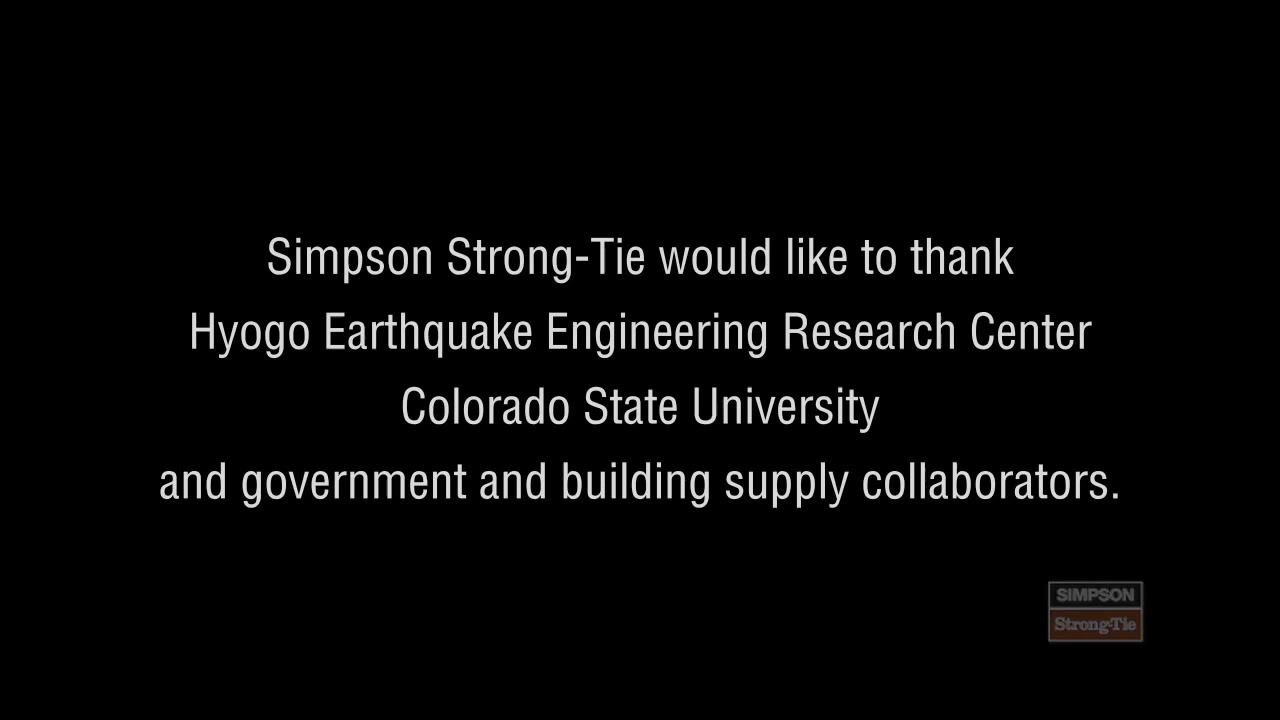 Simpson Strong-Tie would like to thank
Hyogo Earthquake Engineering Research Center
Colorado State University
and government and building supply collaborators.
SIMPSON
Strong-Tie